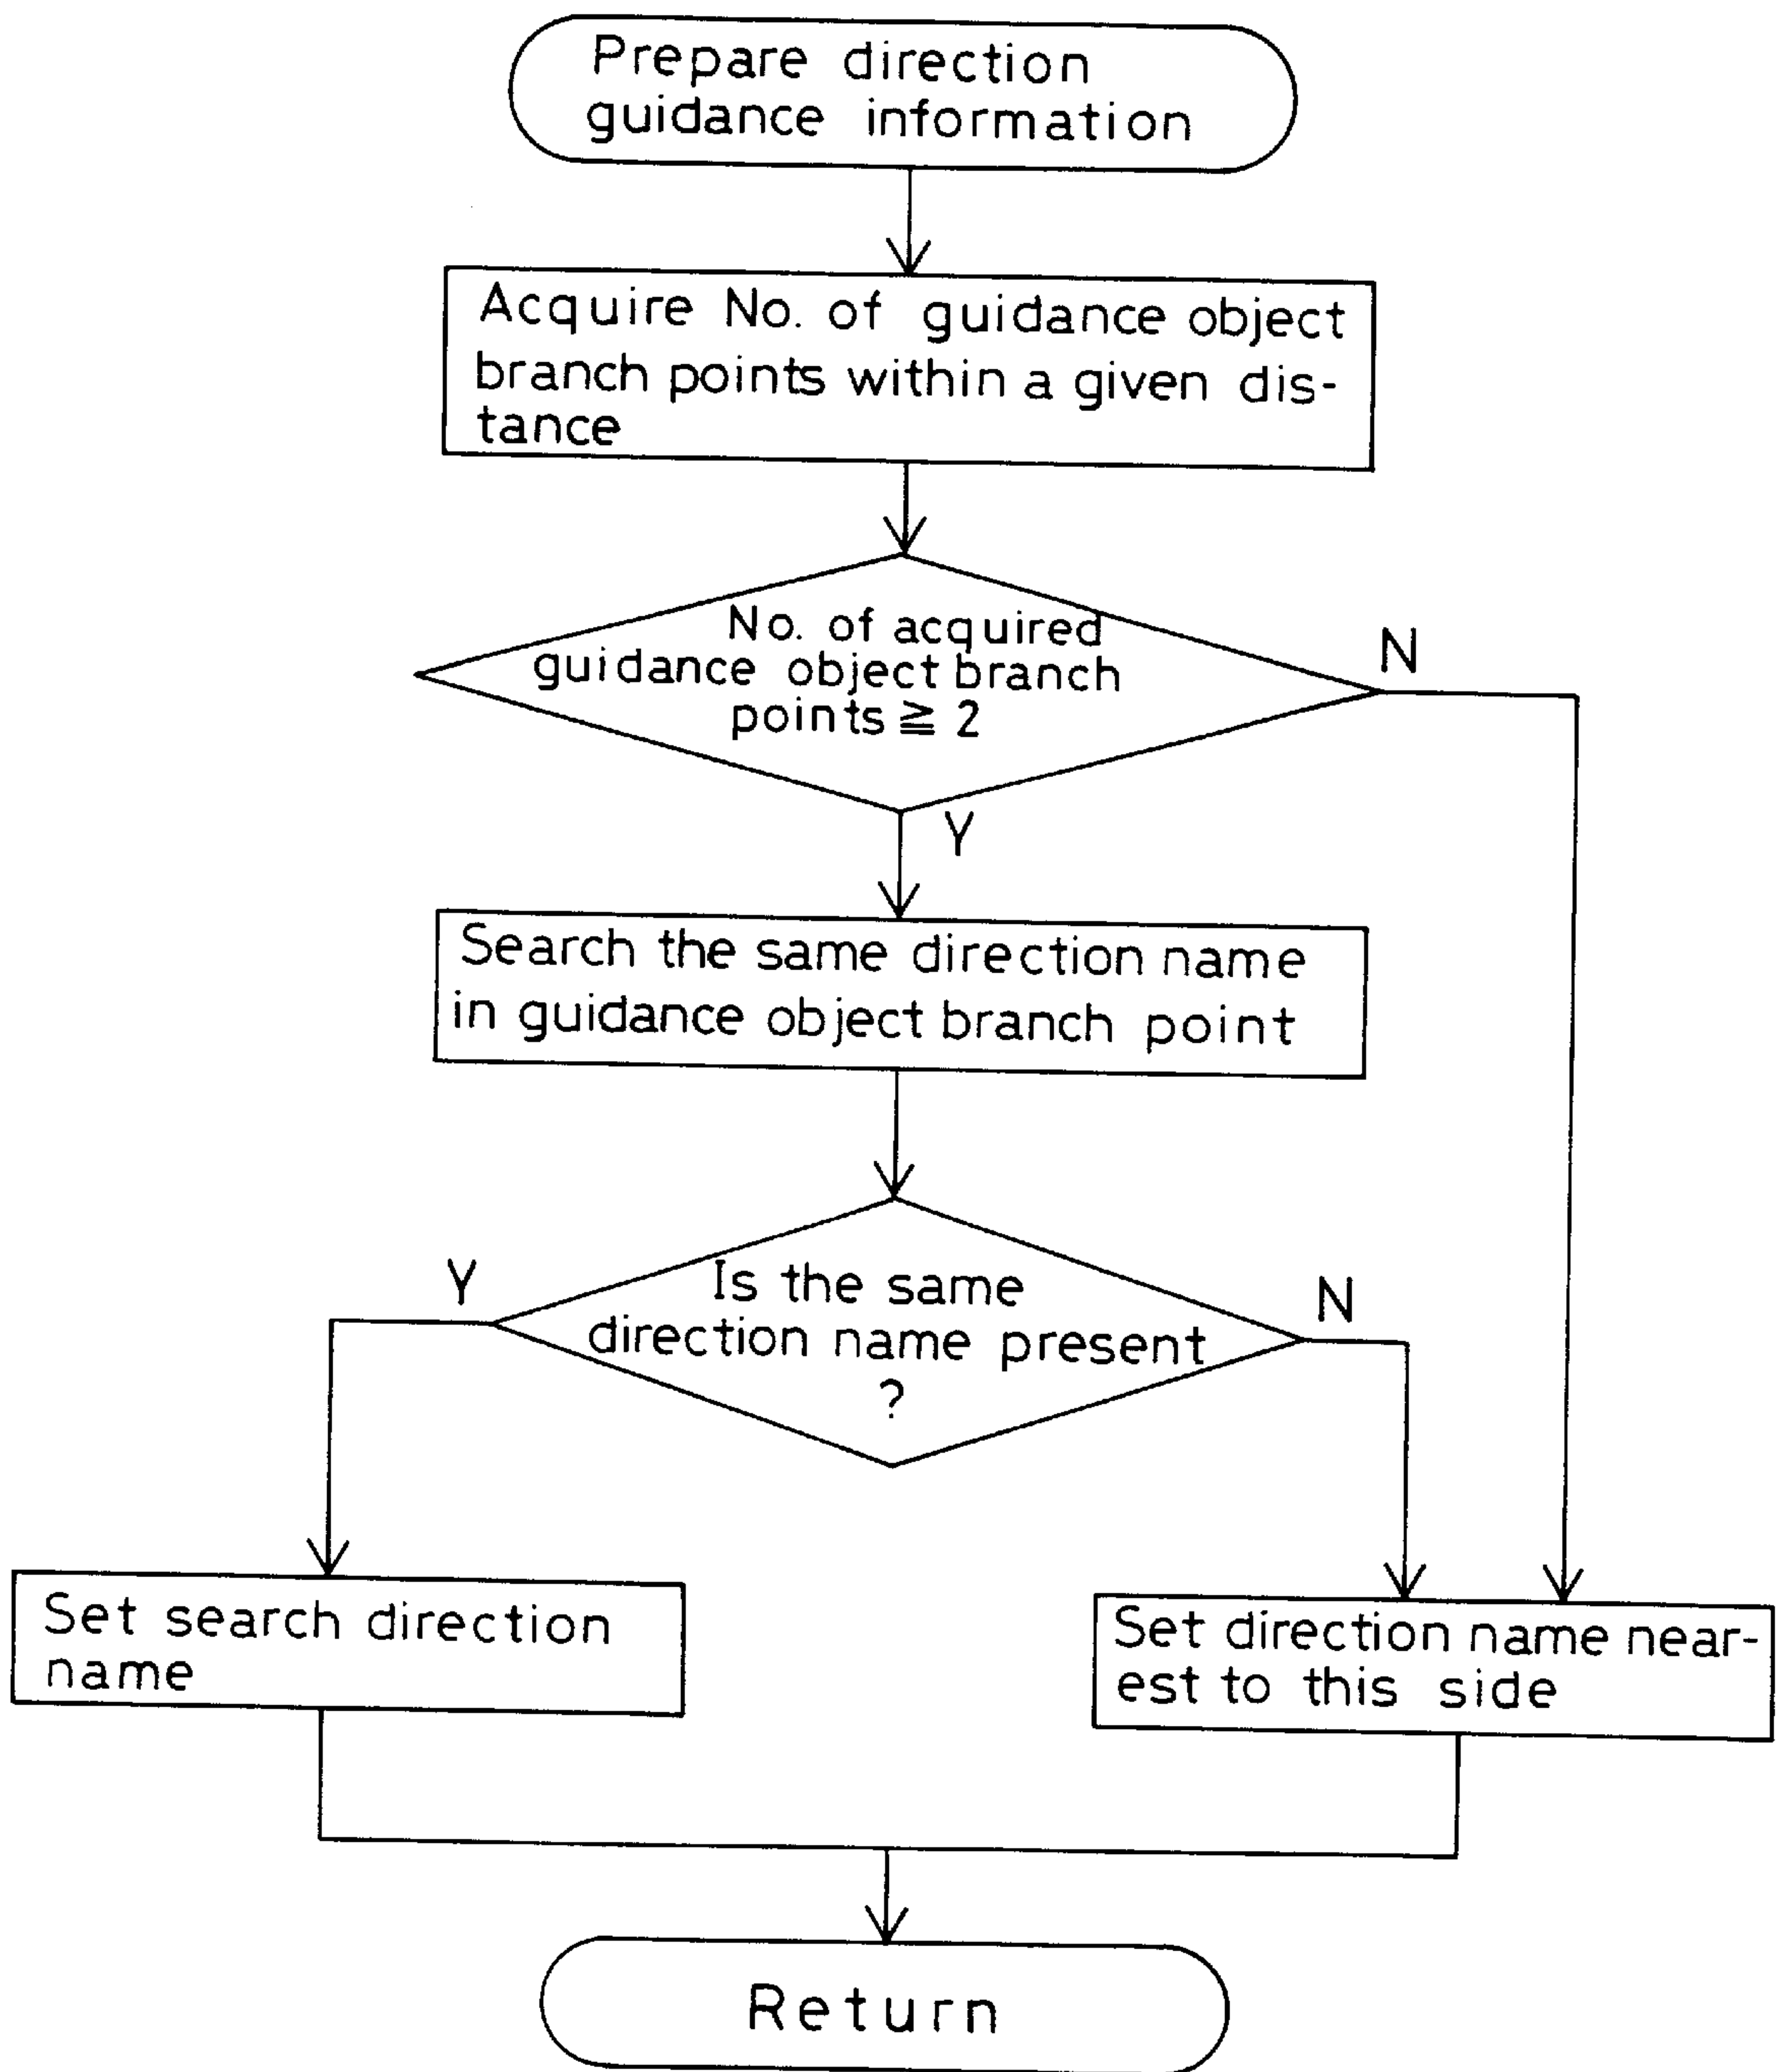 Prepare direction
guidance information
Acquire No. of guidance object
branch points within a given dis-
tance
No. of acquired
guidance object branch
points ≧ 2
N
Y
Search the same direction name
in guidance object branch point
Y
Is the same
direction name present
?
N
Set search direction
name
Set direction name near-
est to this side
Return